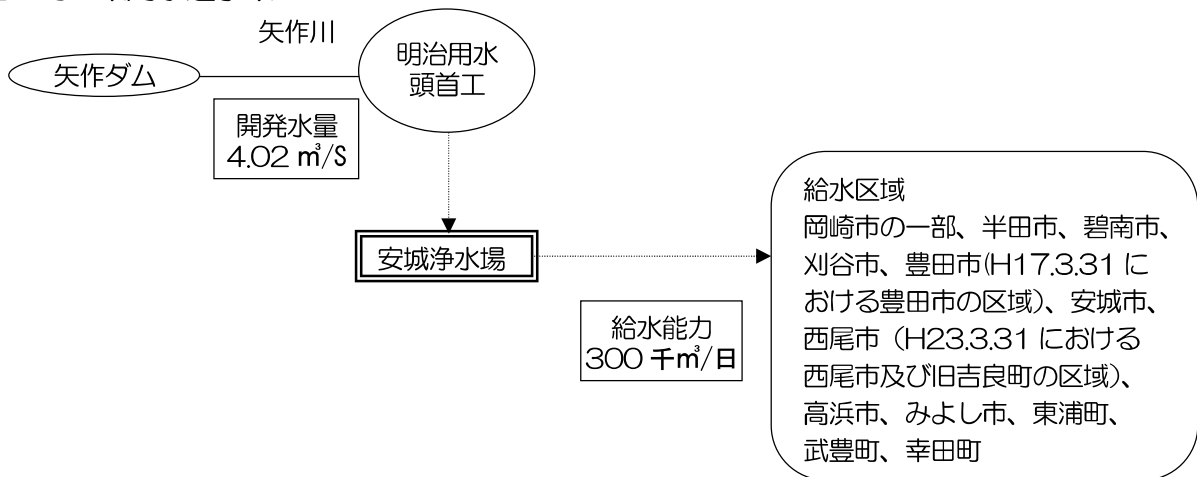 矢作川
矢作ダム
明治用水
頭首工
開発水量
4.02 ㎥/S
安城浄水場
給水能力
300 千㎥/日
給水区域
岡崎市の一部、半田市、碧南市、
刈谷市、豊田市(H17.3.31 に
おける豊田市の区域)、安城市、
西尾市（H23.3.31 における
西尾市及び旧吉良町の区域)、
高浜市、みよし市、東浦町、
武豊町、幸田町